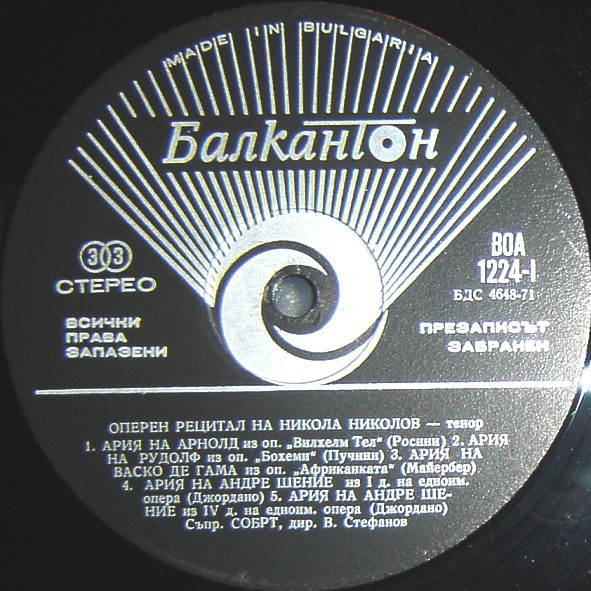 MADE IN BULGARIA
Балкантон
33
СТЕРЕО
ВСИЧКИ
ПРАВА
ЗАПАЗЕНИ
ВОА
1224-I
БДС 4648-71
ПРЕЗАПИСЪТ
ЗАБРАНЕН
ОПЕРЕН РЕЦИТАЛ НА НИКОЛА НИКОЛОВ — тенор
1. АРИЯ НА АРНОЛД из оп. „Вилхелм Тел“ (Росини) 2. АРИЯ
НА РУДОЛФ из оп. „Бохеми“ (Пучини) 3. АРИЯ НА
ВАСКО ДЕ ГАМА из оп. „Африканката“ (Майербер)
4. АРИЯ НА АНДРЕ ШЕНИЕ из I д. на едноим.
опера (Джордано) 5. АРИЯ НА АНДРЕ ШЕ-
НИЕ из IV д. на едноим. опера (Джордано)
Съпр. СОБРТ, дир. В. Стефанов